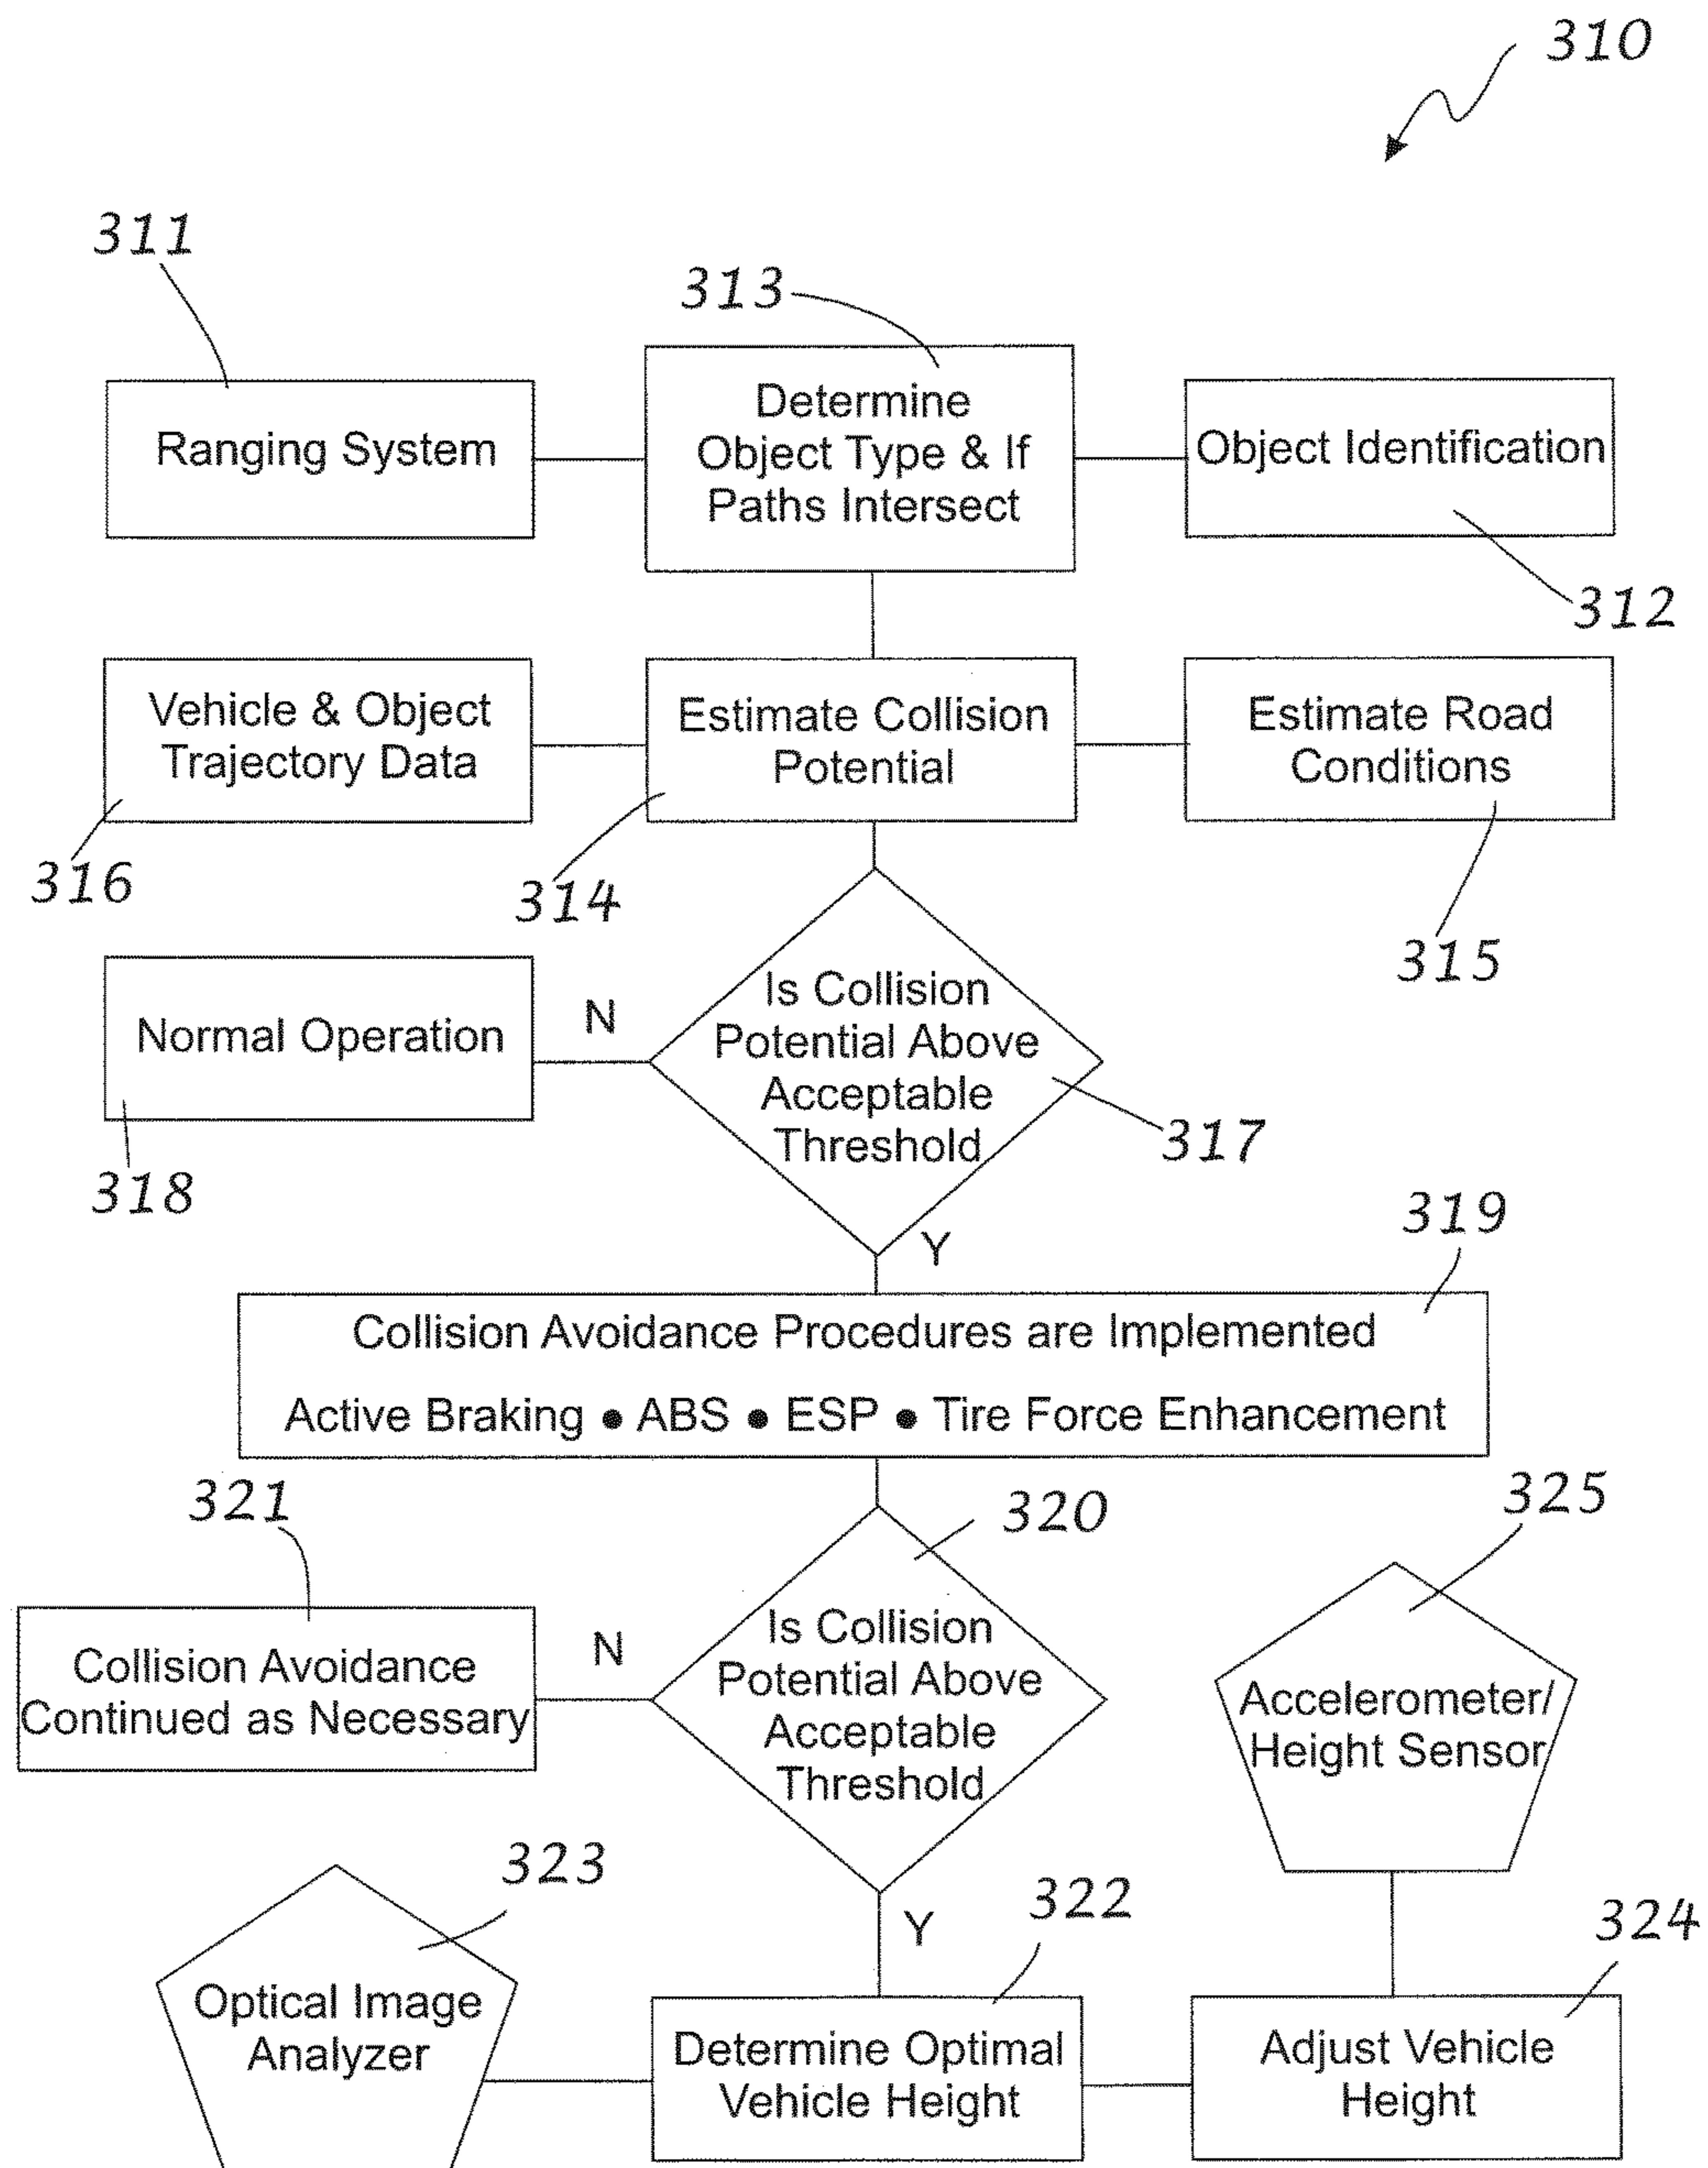 310
311
313
Ranging System
Determine
Object Type & If
Paths Intersect
Object Identification
312
Vehicle & Object
Trajectory Data
Estimate Collision
Potential
Estimate Road
Conditions
316
314
315
Normal Operation
N
Is Collision
Potential Above
Acceptable
Threshold
317
318
Y
319
Collision Avoidance Procedures are Implemented
Active Braking ● ABS ● ESP ● Tire Force Enhancement
321
320
325
Collision Avoidance
Continued as Necessary
N
Is Collision
Potential Above
Acceptable
Threshold
Accelerometer/
Height Sensor
323
Y
322
324
Optical Image
Analyzer
Determine Optimal
Vehicle Height
Adjust Vehicle
Height